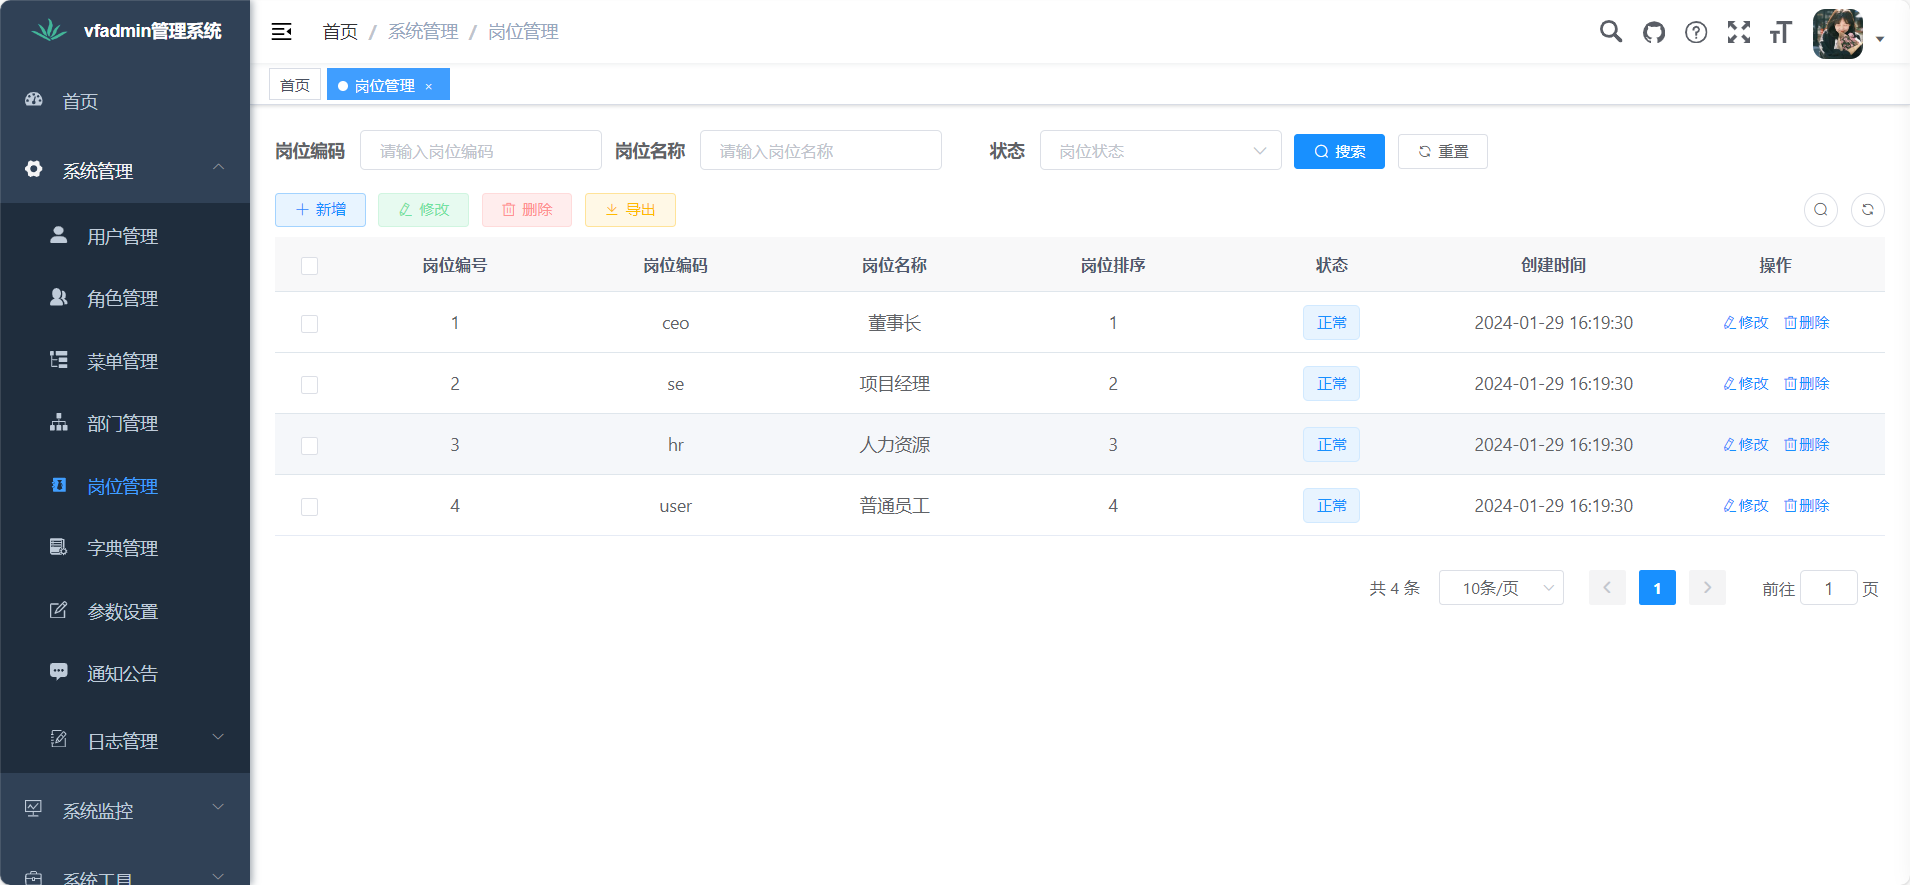 vfadmin管理系统
首页
系统管理
用户管理
角色管理
菜单管理
部门管理
岗位管理
字典管理
参数设置
通知公告
日志管理
系统监控
系统工具
首页 / 系统管理 / 岗位管理
首页 岗位管理 ×
岗位编码 请输入岗位编码 岗位名称 请输入岗位名称 状态 岗位状态 搜索 重置
新增 修改 删除 导出
岗位编号 岗位编码 岗位名称 岗位排序 状态 创建时间 操作
1 ceo 董事长 1 正常 2024-01-29 16:19:30 修改 删除
2 se 项目经理 2 正常 2024-01-29 16:19:30 修改 删除
3 hr 人力资源 3 正常 2024-01-29 16:19:30 修改 删除
4 user 普通员工 4 正常 2024-01-29 16:19:30 修改 删除
共 4 条 10条/页 1 前往 1 页